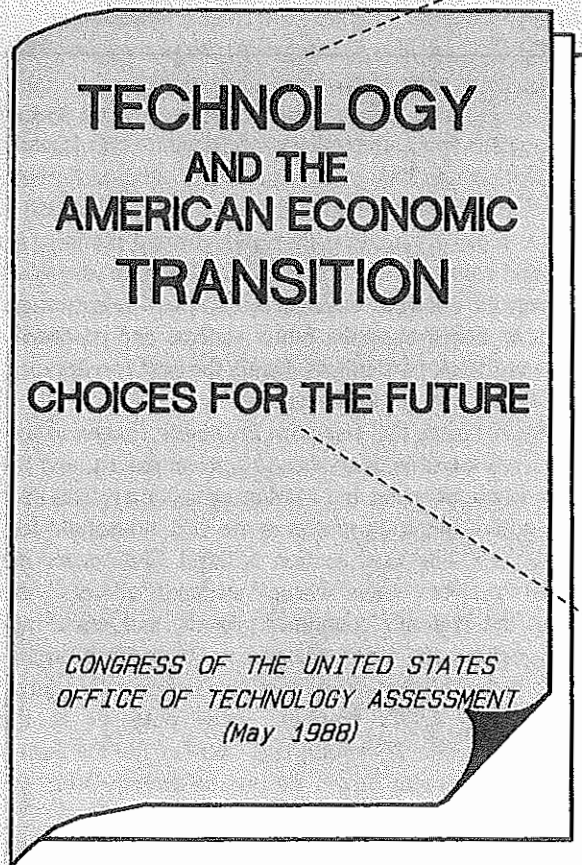 TECHNOLOGY
AND THE
AMERICAN ECONOMIC
TRANSITION
CHOICES FOR THE FUTURE
CONGRESS OF THE UNITED STATES
OFFICE OF TECHNOLOGY ASSESSMENT
(May 1988)